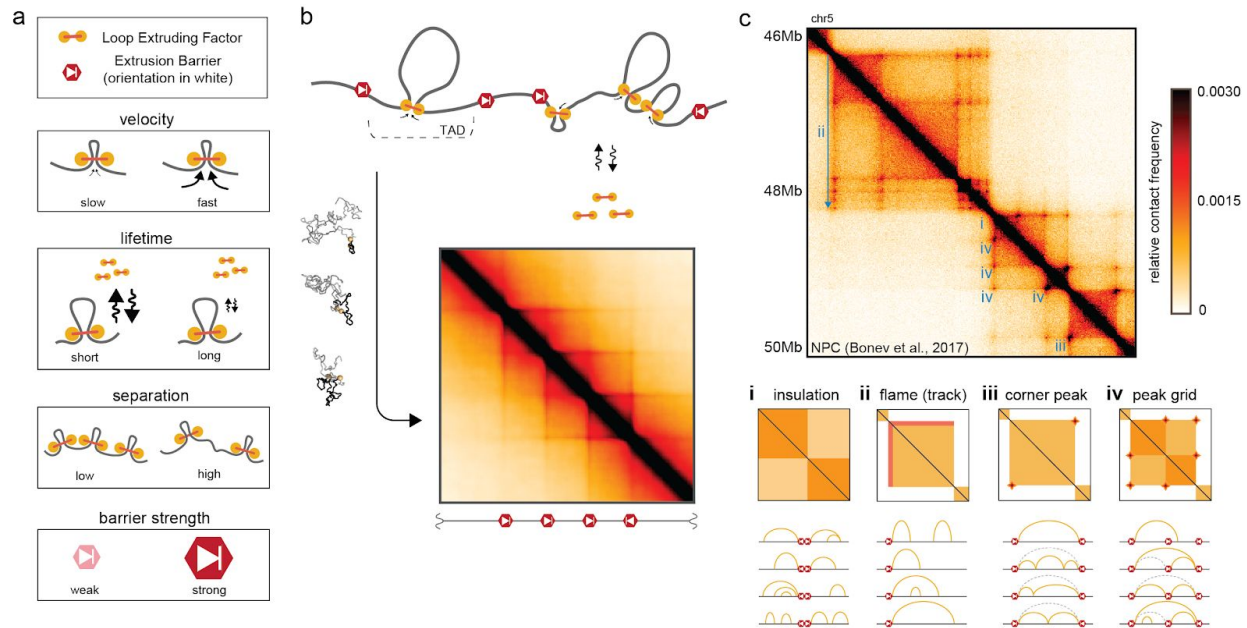 a
Loop Extruding Factor
Extrusion Barrier
(orientation in white)
velocity
slow
fast
lifetime
short
long
separation
low
high
barrier strength
weak
strong
b
TAD
c
chr5
46Mb
48Mb
50Mb
ii
i
iv
iv
iv
iv
iii
NPC (Bonev et al., 2017)
0.0030
0.0015
0
relative contact frequency
i insulation
ii flame (track)
iii corner peak
iv peak grid